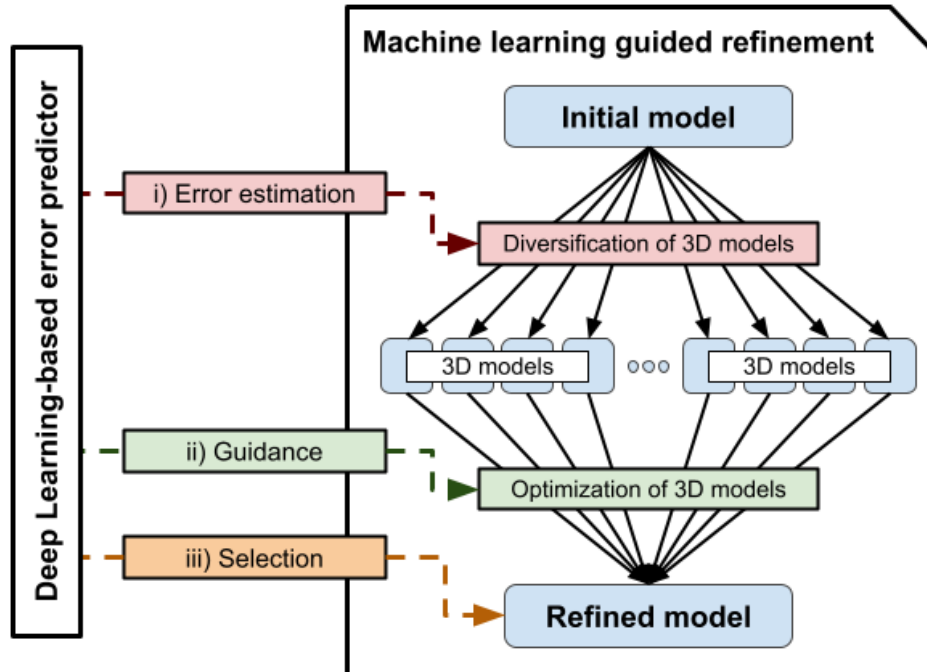 Machine learning guided refinement
Deep Learning-based error predictor
Initial model
i) Error estimation
Diversification of 3D models
3D models
3D models
ii) Guidance
Optimization of 3D models
iii) Selection
Refined model